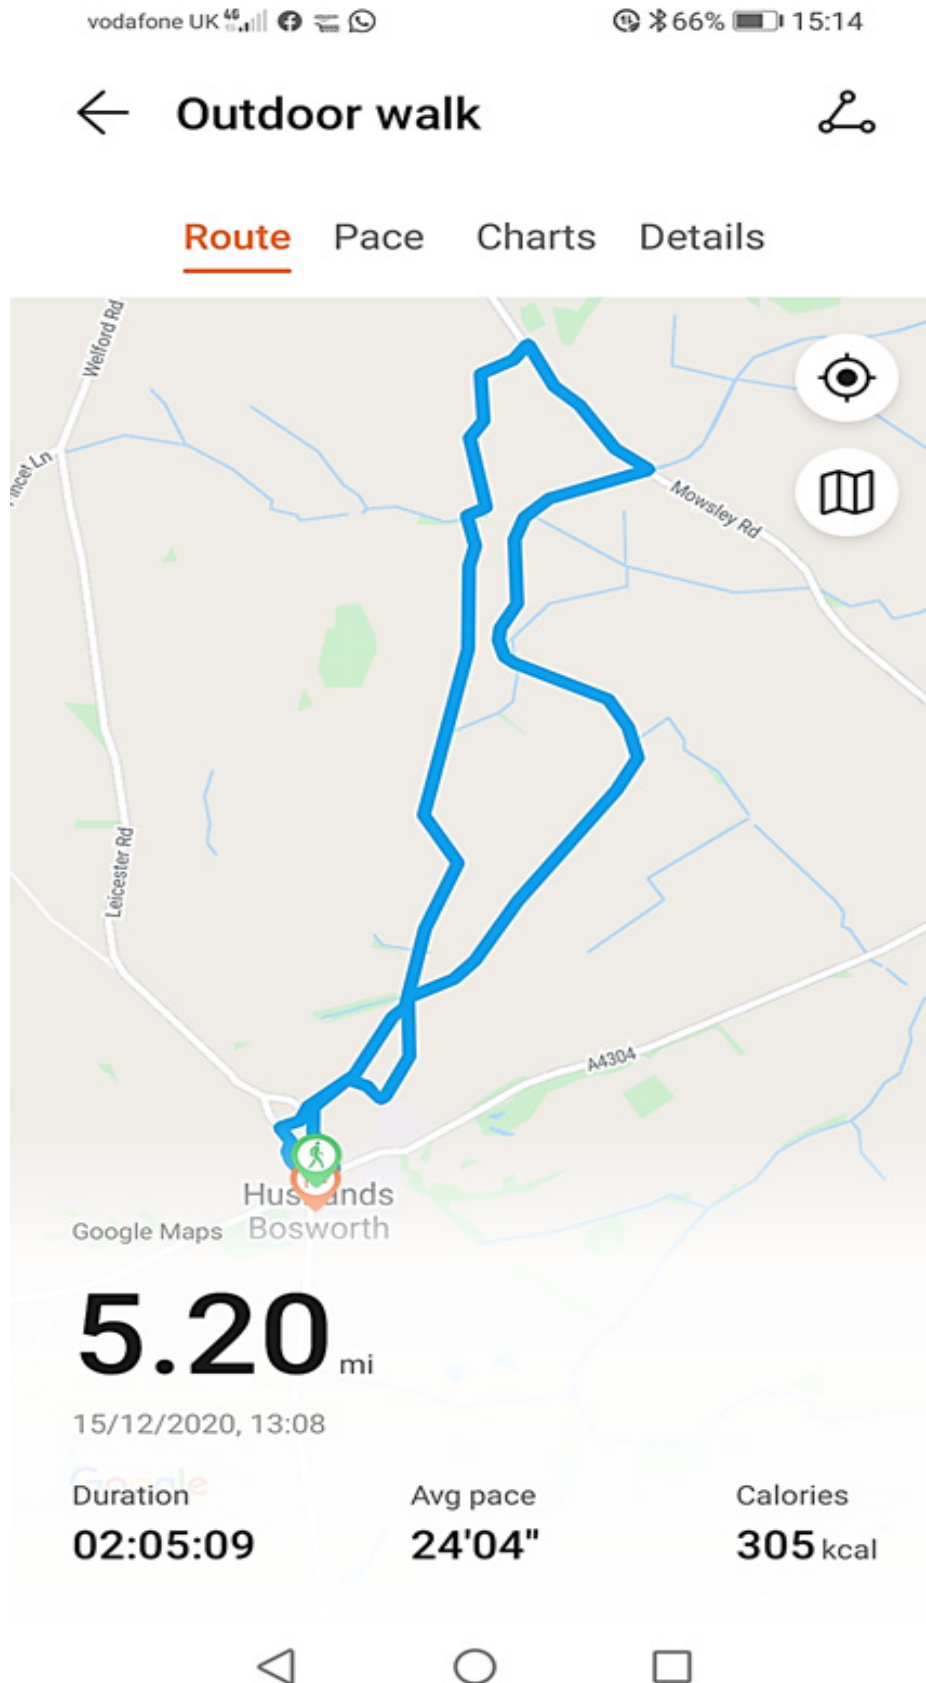 vodafone UK 4G 66% 15:14
Outdoor walk
Route Pace Charts Details
Welford Rd
Mowsley Rd
Leicester Rd
A4304
Bosworth
Google Maps
5.20 mi
15/12/2020, 13:08
Google
Duration Avg pace Calories
02:05:09 24'04" 305 kcal